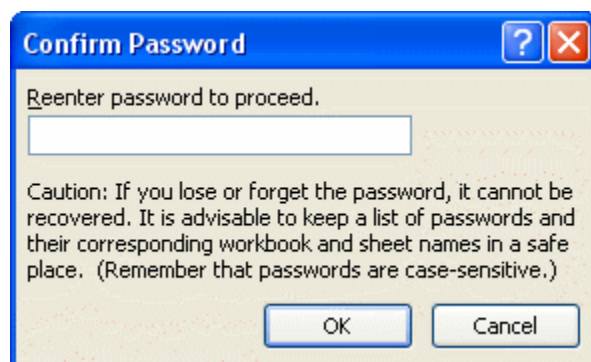 Confirm Password
?
Reenter password to proceed.
Caution: If you lose or forget the password, it cannot be
recovered. It is advisable to keep a list of passwords and
their corresponding workbook and sheet names in a safe
place.  (Remember that passwords are case-sensitive.)
OK Cancel